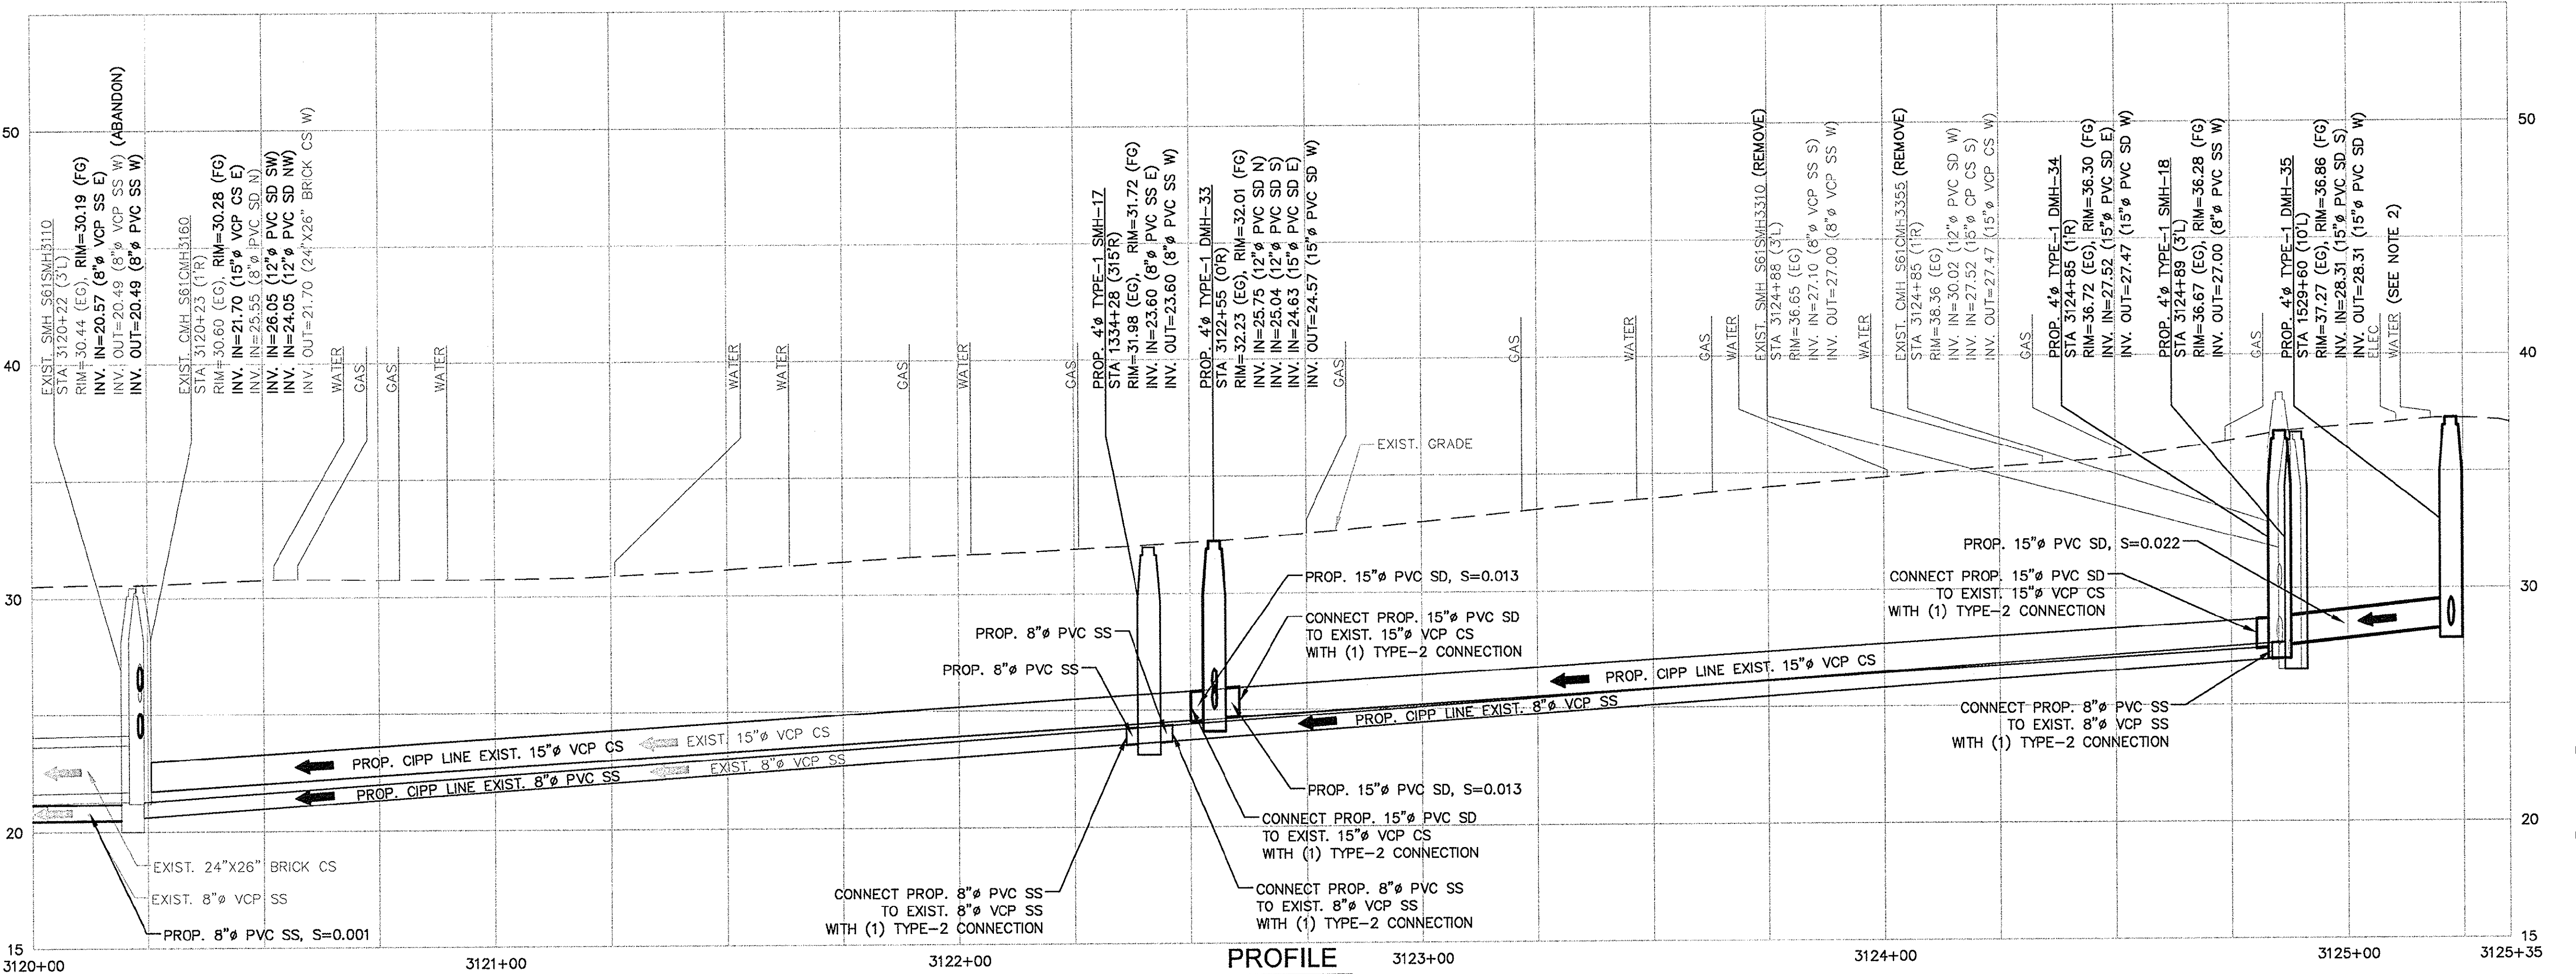 50
40
30
20
15
EXIST. SMH S61SMH3110
STA 3120+22 (3'L)
RIM=30.44 (EG), RIM=30.19 (FG)
INV. IN=20.57 (8"ø VCP SS E)
INV. OUT=20.49 (8"ø VCP SS W) (ABANDON)
INV. OUT=20.49 (8"ø PVC SS W)
EXIST. CMH S61CMH3160
STA 3120+23 (1'R)
RIM=30.60 (EG), RIM=30.28 (FG)
INV. IN=21.70 (15"ø VCP CS E)
INV. IN=25.55 (8"ø PVC SD N)
INV. IN=26.05 (12"ø PVC SD SW)
INV. IN=24.05 (12"ø PVC SD NW)
INV. OUT=21.70 (24"X26" BRICK CS W)
WATER
GAS
GAS
WATER
WATER
WATER
GAS
WATER
GAS
PROP. 4'ø TYPE-1 SMH-17
STA 1334+28 (315'R)
RIM=31.98 (EG), RIM=31.72 (FG)
INV. IN=23.60 (8"ø PVC SS E)
INV. OUT=23.60 (8"ø PVC SS W)
PROP. 4'ø TYPE-1 DMH-33
STA 3122+55 (0'R)
RIM=32.23 (EG), RIM=32.01 (FG)
INV. IN=25.75 (12"ø PVC SD N)
INV. IN=25.04 (12"ø PVC SD S)
INV. IN=24.63 (15"ø PVC SD E)
INV. OUT=24.57 (15"ø PVC SD W)
GAS
GAS
WATER
GAS
WATER
EXIST. SMH S61SMH3310 (REMOVE)
STA 3124+88 (3'L)
RIM=36.65 (EG)
INV. IN=27.10 (8"ø VCP SS S)
INV. OUT=27.00 (8"ø VCP SS W)
WATER
EXIST. CMH S61CMH3355 (REMOVE)
STA 3124+85 (1'R)
RIM=38.36 (EG)
INV. IN=30.02 (12"ø PVC SD W)
INV. IN=27.52 (15"ø CP CS S)
INV. OUT=27.47 (15"ø VCP CS W)
GAS
PROP. 4'ø TYPE-1 DMH-34
STA 3124+85 (1'R)
RIM=36.72 (EG), RIM=36.30 (FG)
INV. IN=27.52 (15"ø PVC SD E)
INV. OUT=27.47 (15"ø PVC SD W)
PROP. 4'ø TYPE-1 SMH-18
STA 3124+89 (3'L)
RIM=36.67 (EG), RIM=36.28 (FG)
INV. OUT=27.00 (8"ø PVC SS W)
GAS
PROP. 4'ø TYPE-1 DMH-35
STA 1529+60 (10'L)
RIM=37.27 (EG), RIM=36.86 (FG)
INV. IN=28.31 (15"ø PVC SD S)
INV. OUT=28.31 (15"ø PVC SD W)
ELEC
WATER (SEE NOTE 2)
50
40
30
20
15
EXIST. GRADE
PROP. 15"ø PVC SD, S=0.013
CONNECT PROP. 15"ø PVC SD
TO EXIST. 15"ø VCP CS
WITH (1) TYPE-2 CONNECTION
PROP. 8"ø PVC SS
PROP. 8"ø PVC SS
PROP. 15"ø PVC SD, S=0.022
CONNECT PROP. 15"ø PVC SD
TO EXIST. 15"ø VCP CS
WITH (1) TYPE-2 CONNECTION
PROP. CIPP LINE EXIST. 15"ø VCP CS
PROP. CIPP LINE EXIST. 8"ø VCP SS
CONNECT PROP. 8"ø PVC SS
TO EXIST. 8"ø VCP SS
WITH (1) TYPE-2 CONNECTION
PROP. CIPP LINE EXIST. 15"ø VCP CS
EXIST. 15"ø VCP CS
PROP. CIPP LINE EXIST. 8"ø PVC SS
EXIST. 8"ø VCP SS
PROP. 15"ø PVC SD, S=0.013
CONNECT PROP. 15"ø PVC SD
TO EXIST. 15"ø VCP CS
WITH (1) TYPE-2 CONNECTION
CONNECT PROP. 8"ø PVC SS
TO EXIST. 8"ø VCP SS
WITH (1) TYPE-2 CONNECTION
CONNECT PROP. 8"ø PVC SS
TO EXIST. 8"ø VCP SS
WITH (1) TYPE-2 CONNECTION
EXIST. 24"X26" BRICK CS
EXIST. 8"ø VCP SS
PROP. 8"ø PVC SS, S=0.001
3120+00
3121+00
3122+00
PROFILE
3123+00
3124+00
3125+00
3125+35